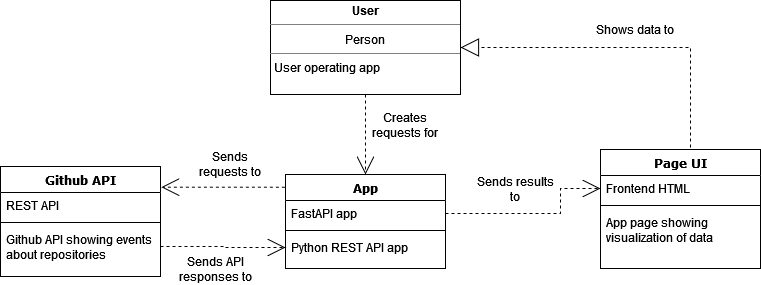 User
Person
User operating app
Shows data to
Creates
requests for
Sends
requests to
Github API
REST API
Github API showing events
about repositories
App
FastAPI app
Python REST API app
Sends API
responses to
Sends results
to
Page UI
Frontend HTML
App page showing
visualization of data